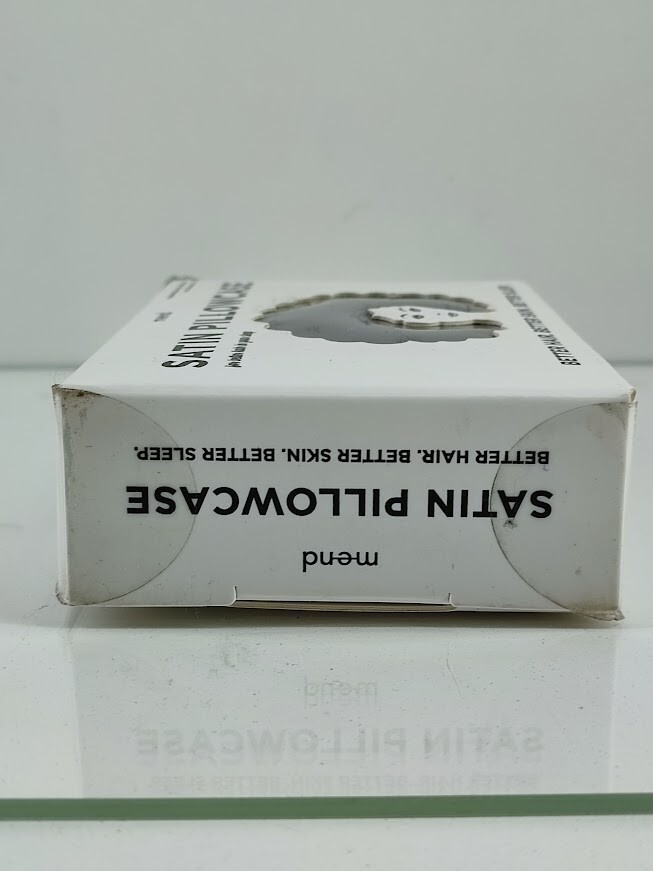 mend
SATIN PILLOWCASE
BETTER HAIR. BETTER SKIN. BETTER SLEEP.
SATIN PILLOWCASE
BETTER HAIR. BETTER SKIN. BETTER SLEEP.